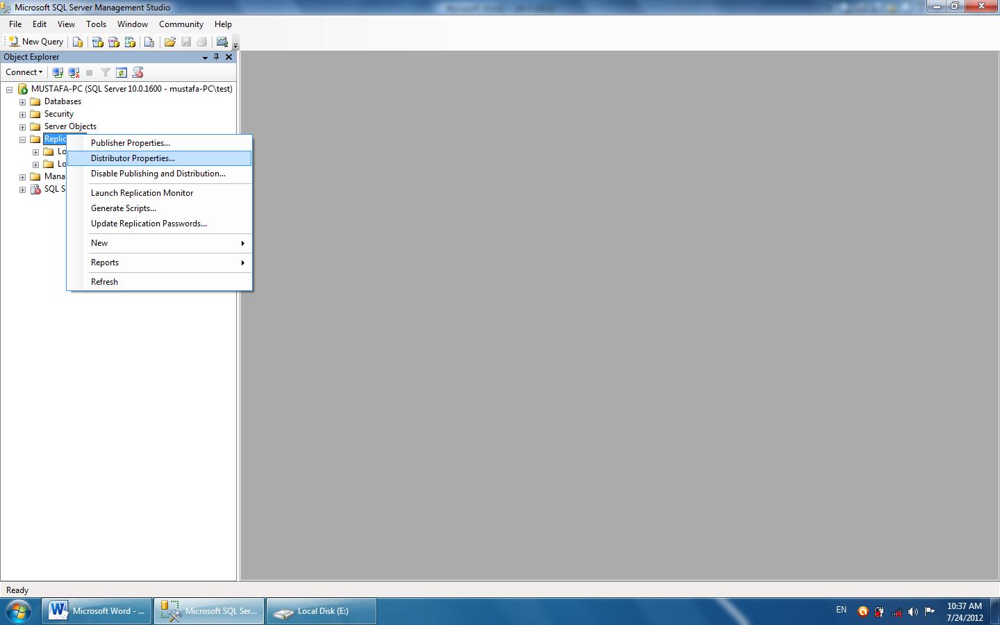 Microsoft SQL Server Management Studio
File Edit View Tools Window Community Help
New Query
Object Explorer
Connect
MUSTAFA-PC (SQL Server 10.0.1600 - mustafa-PC\test)
Databases
Security
Server Objects
Replic
Lo
Lo
Mana
SQL S
Publisher Properties...
Distributor Properties...
Disable Publishing and Distribution...
Launch Replication Monitor
Generate Scripts...
Update Replication Passwords...
New
Reports
Refresh
Ready
Microsoft Word - ...
Microsoft SQL Ser...
Local Disk (E:)
EN
10:37 AM
7/24/2012